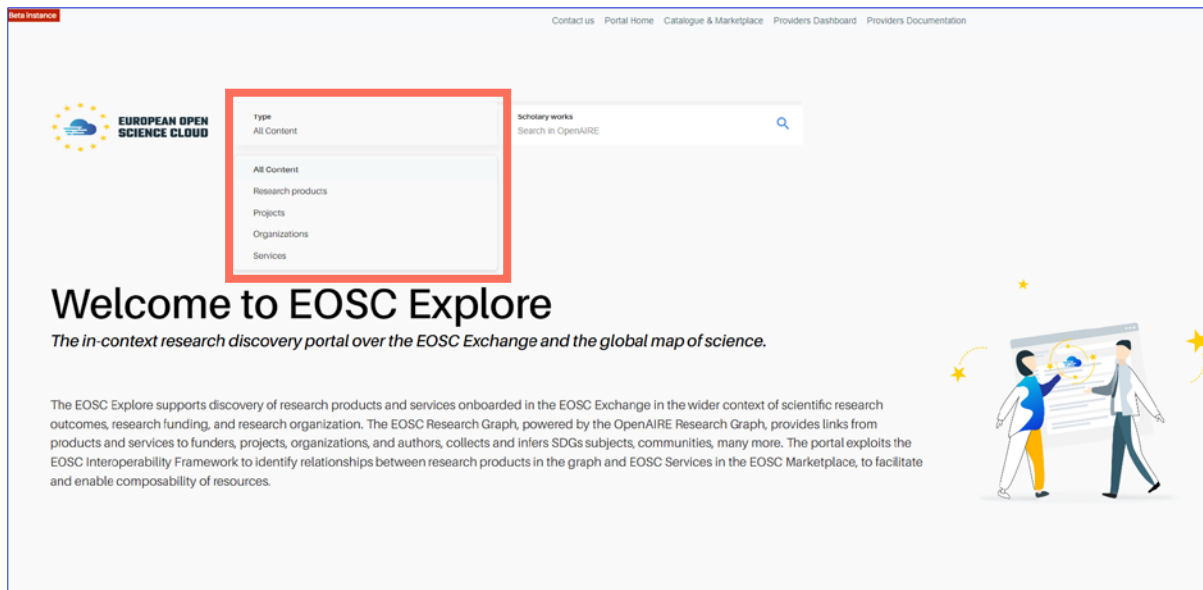 Beta Instance
Contact us Portal Home Catalogue & Marketplace Providers Dashboard Providers Documentation
EUROPEAN OPEN
SCIENCE CLOUD
Type
All Content
Scholary works
Search in OpenAIRE
All Content
Research products
Projects
Organizations
Services
Welcome to EOSC Explore
The in-context research discovery portal over the EOSC Exchange and the global map of science.
The EOSC Explore supports discovery of research products and services onboarded in the EOSC Exchange in the wider context of scientific research
outcomes, research funding, and research organization. The EOSC Research Graph, powered by the OpenAIRE Research Graph, provides links from
products and services to funders, projects, organizations, and authors, collects and infers SDGs subjects, communities, many more. The portal exploits the
EOSC Interoperability Framework to identify relationships between research products in the graph and EOSC Services in the EOSC Marketplace, to facilitate
and enable composability of resources.